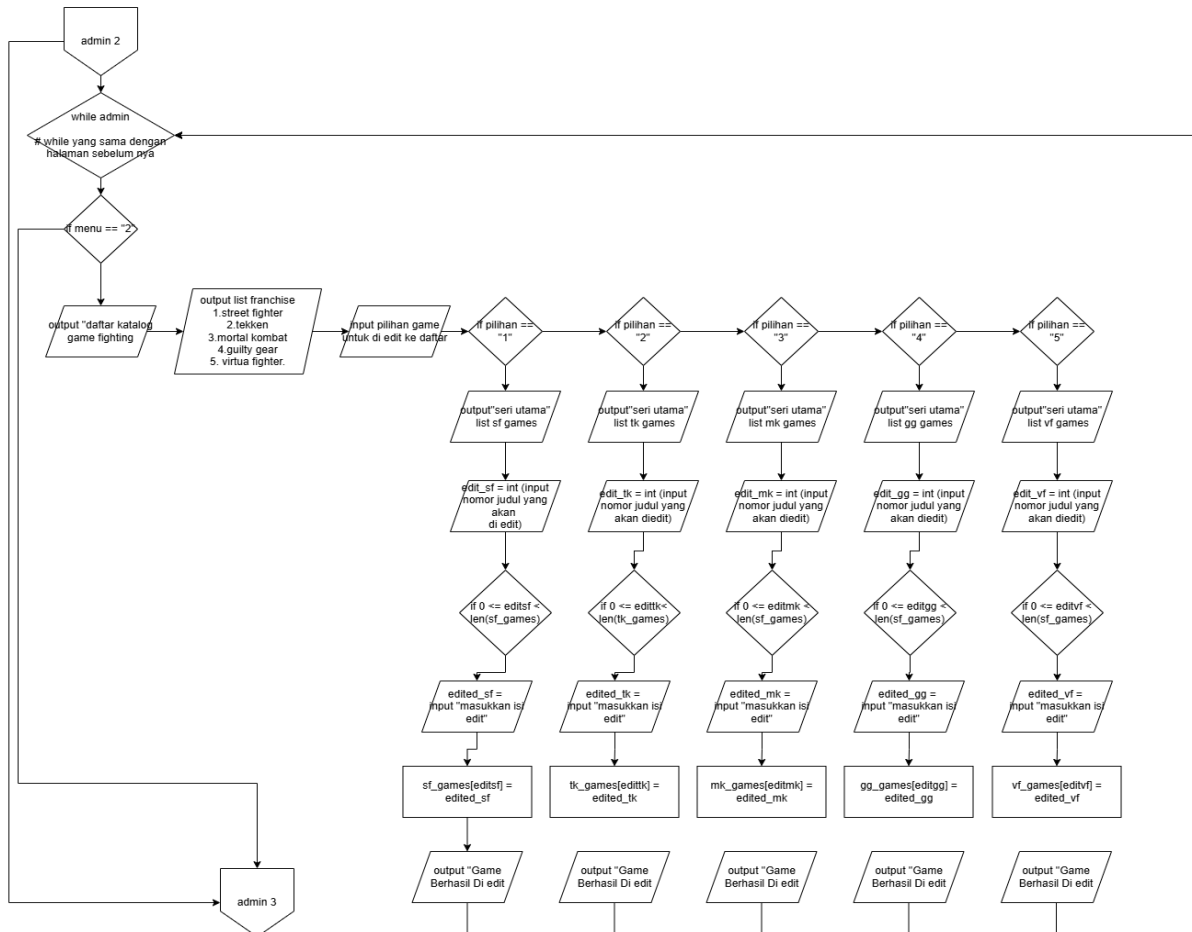 admin 2
while admin
# while yang sama dengan
halaman sebelum nya
if menu == "2"
output "daftar katalog
game fighting
output list franchise
1.street fighter
2.tekken
3.mortal kombat
4.guilty gear
5. virtua fighter.
input pilihan game
untuk di edit ke daftar
if pilihan ==
"1"
if pilihan ==
"2"
if pilihan ==
"3"
if pilihan ==
"4"
if pilihan ==
"5"
output"seri utama"
list sf games
output"seri utama"
list tk games
output"seri utama"
list mk games
output"seri utama"
list gg games
output"seri utama"
list vf games
edit_sf = int (input
nomor judul yang
akan
di edit)
edit_tk = int (input
nomor judul yang
akan diedit)
edit_mk = int (input
nomor judul yang
akan diedit)
edit_gg = int (input
nomor judul yang
akan diedit)
edit_vf = int (input
nomor judul yang
akan diedit)
if 0 <= editsf <
len(sf_games)
if 0 <= edittk<
len(tk_games)
if 0 <= editmk <
len(sf_games)
if 0 <= editgg <
len(sf_games)
if 0 <= editvf <
len(sf_games)
edited_sf =
input "masukkan isi
edit"
edited_tk =
input "masukkan isi
edit"
edited_mk =
input "masukkan isi
edit"
edited_gg =
input "masukkan isi
edit"
edited_vf =
input "masukkan isi
edit"
sf_games[editsf] =
edited_sf
tk_games[edittk] =
edited_tk
mk_games[editmk] =
edited_mk
gg_games[editgg] =
edited_gg
vf_games[editvf] =
edited_vf
output "Game
Berhasil Di edit
output "Game
Berhasil Di edit
output "Game
Berhasil Di edit
output "Game
Berhasil Di edit
output "Game
Berhasil Di edit
admin 3